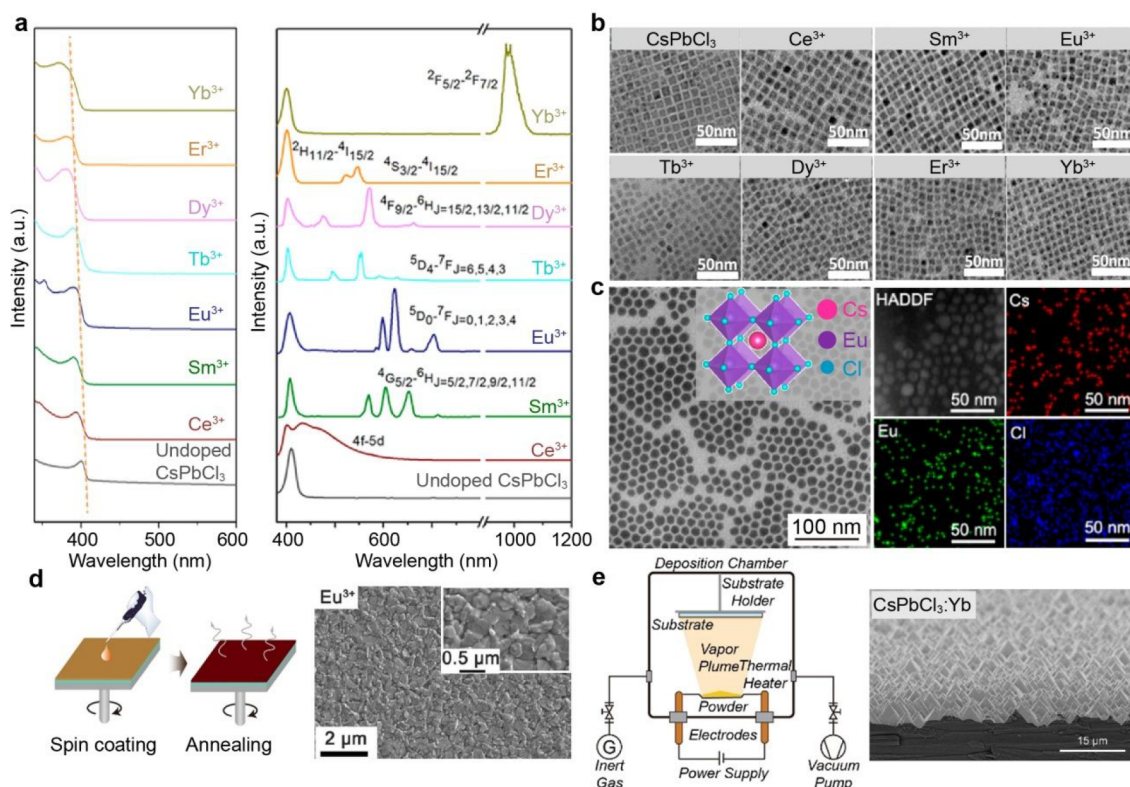 a
Intensity (a.u.)
Yb³⁺
Er³⁺
Dy³⁺
Tb³⁺
Eu³⁺
Sm³⁺
Ce³⁺
Undoped
CsPbCl₃
400 500 600
Wavelength (nm)
Intensity (a.u.)
²F₅/₂-²F₇/₂
Yb³⁺
²H₁₁/₂-⁴I₁₅/₂
⁴S₃/₂-⁴I₁₅/₂
Er³⁺
⁴F₉/₂-⁶H_J=15/2,13/2,11/2
Dy³⁺
⁵D₄-⁷F_J=6,5,4,3
Tb³⁺
⁵D₀-⁷F_J=0,1,2,3,4
Eu³⁺
⁴G₅/₂-⁶H_J=5/2,7/2,9/2,11/2
Sm³⁺
4f-5d
Ce³⁺
Undoped CsPbCl₃
400 600 800 1000 1200
Wavelength (nm)
b
CsPbCl₃ Ce³⁺ Sm³⁺ Eu³⁺
50nm 50nm 50nm 50nm
Tb³⁺ Dy³⁺ Er³⁺ Yb³⁺
50nm 50nm 50nm 50nm
c
Cs
Eu
Cl
100 nm
HADDF
50 nm
Cs
50 nm
Eu
50 nm
Cl
50 nm
d
Spin coating
Annealing
Eu³⁺
0.5 µm
2 µm
e
Deposition Chamber
Substrate
Holder
Substrate
Vapor
Plume
Thermal
Heater
Powder
Electrodes
G
Inert
Gas
Power Supply
Vacuum
Pump
CsPbCl₃:Yb
15 µm